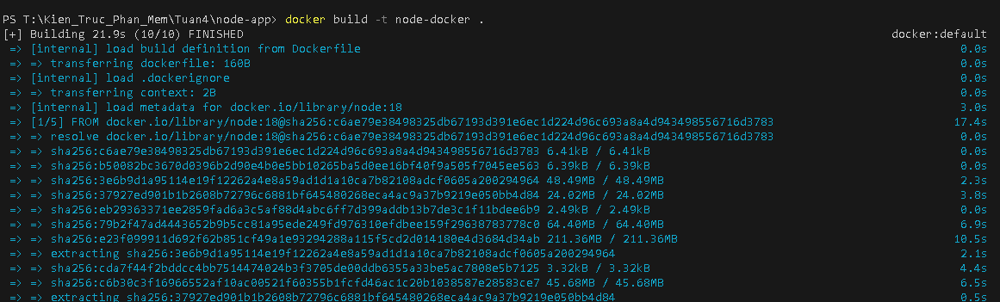 PS T:\Kien_Truc_Phan_Mem\Tuan4\node-app> docker build -t node-docker .
[+] Building 21.9s (10/10) FINISHED docker:default
=> [internal] load build definition from Dockerfile 0.0s
=> => transferring dockerfile: 160B 0.0s
=> [internal] load .dockerignore 0.0s
=> => transferring context: 2B 0.0s
=> [internal] load metadata for docker.io/library/node:18 3.0s
=> [1/5] FROM docker.io/library/node:18@sha256:c6ae79e38498325db67193d391e6ec1d224d96c693a8a4d943498556716d3783 17.4s
=> => resolve docker.io/library/node:18@sha256:c6ae79e38498325db67193d391e6ec1d224d96c693a8a4d943498556716d3783 0.0s
=> => sha256:c6ae79e38498325db67193d391e6ec1d224d96c693a8a4d943498556716d3783 6.41kB / 6.41kB 0.0s
=> => sha256:b50082bc3670d0396b2d90e4b0e5bb10265ba5d0ee16bf40f9a505f7045ee563 6.39kB / 6.39kB 0.0s
=> => sha256:3e6b9d1a95114e19f12262a4e8a59ad1d1a10ca7b82108adcf0605a200294964 48.49MB / 48.49MB 2.3s
=> => sha256:37927ed901b1b2608b72796c6881bf645480268eca4ac9a37b9219e050bb4d84 24.02MB / 24.02MB 3.8s
=> => sha256:eb29363371ee2859fad6a3c5af88d4abc6ff7d399addb13b7de3c1f11bdee6b9 2.49kB / 2.49kB 0.0s
=> => sha256:79b2f47ad4443652b9b5cc81a95ede249fd976310efdbee159f29638783778c0 64.40MB / 64.40MB 6.9s
=> => sha256:e23f099911d692f62b851cf49a1e93294288a115f5cd2d014180e4d3684d34ab 211.36MB / 211.36MB 10.5s
=> => extracting sha256:3e6b9d1a95114e19f12262a4e8a59ad1d1a10ca7b82108adcf0605a200294964 2.1s
=> => sha256:cda7f44f2bddcc4bb7514474024b3f3705de00ddb6355a33be5ac7808e5b7125 3.32kB / 3.32kB 4.4s
=> => sha256:c6b30c3f16966552af10ac00521f60355b1fcfd46ac1c20b1038587e28583ce7 45.68MB / 45.68MB 6.5s
=> => extracting sha256:37927ed901b1b2608b72796c6881bf645480268eca4ac9a37b9219e050bb4d84 0.5s